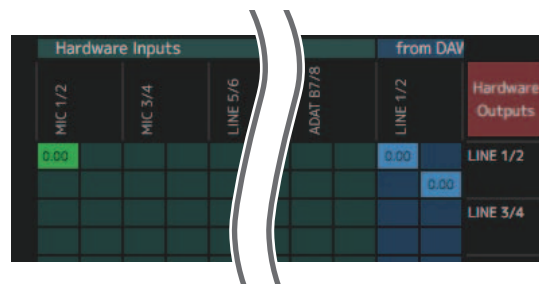 Hardware Inputs
from DAW
MIC 1/2
MIC 3/4
LINE 5/6
ADAT B7/8
LINE 1/2
Hardware
Outputs
0.00
0.00
LINE 1/2
0.00
LINE 3/4